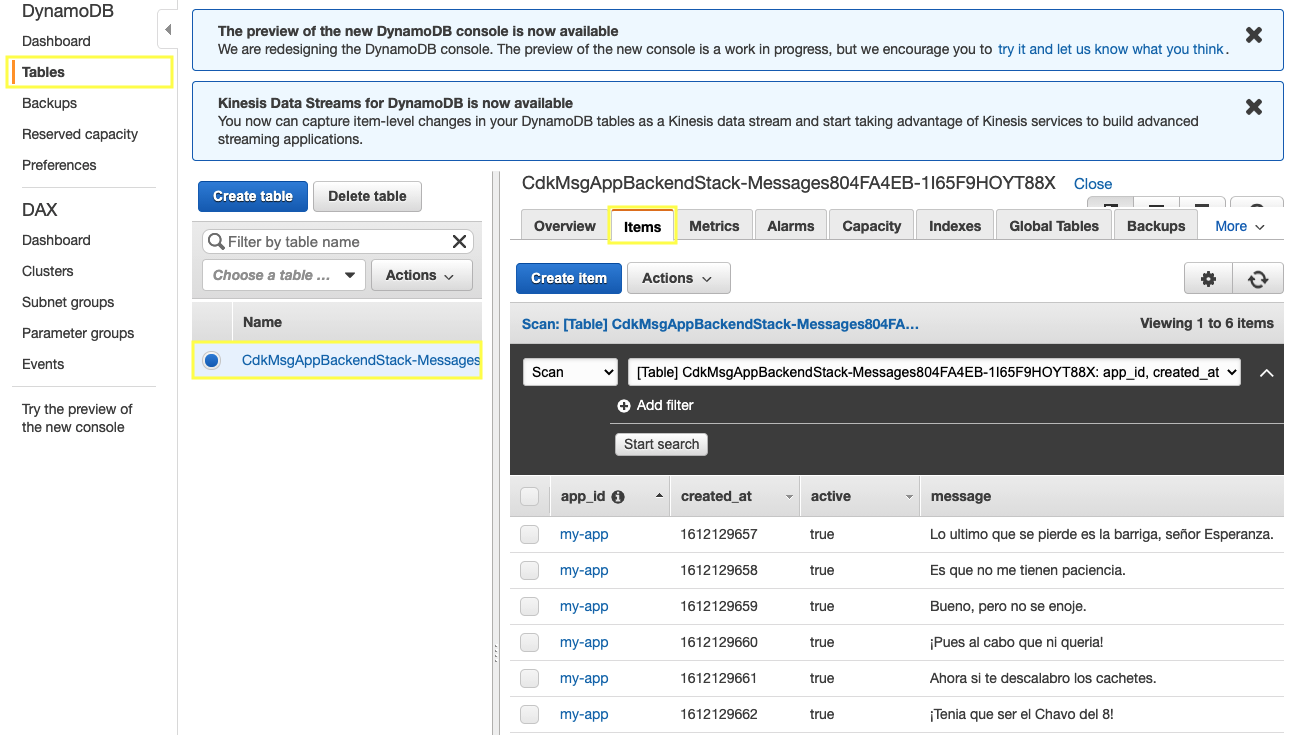 DynamoDB
Dashboard
Tables
Backups
Reserved capacity
Preferences
DAX
Dashboard
Clusters
Subnet groups
Parameter groups
Events
Try the preview of
the new console
The preview of the new DynamoDB console is now available
We are redesigning the DynamoDB console. The preview of the new console is a work in progress, but we encourage you to try it and let us know what you think.
Kinesis Data Streams for DynamoDB is now available
You now can capture item-level changes in your DynamoDB tables as a Kinesis data stream and start taking advantage of Kinesis services to build advanced
streaming applications.
Create table Delete table
Filter by table name
Choose a table ... Actions
Name
CdkMsgAppBackendStack-Messages
CdkMsgAppBackendStack-Messages804FA4EB-1I65F9HOYT88X Close
Overview Items Metrics Alarms Capacity Indexes Global Tables Backups More
Create item Actions
Scan: [Table] CdkMsgAppBackendStack-Messages804FA... Viewing 1 to 6 items
Scan [Table] CdkMsgAppBackendStack-Messages804FA4EB-1I65F9HOYT88X: app_id, created_at
Add filter
Start search
app_id created_at active message
my-app 1612129657 true Lo ultimo que se pierde es la barriga, señor Esperanza.
my-app 1612129658 true Es que no me tienen paciencia.
my-app 1612129659 true Bueno, pero no se enoje.
my-app 1612129660 true ¡Pues al cabo que ni queria!
my-app 1612129661 true Ahora si te descalabro los cachetes.
my-app 1612129662 true ¡Tenia que ser el Chavo del 8!